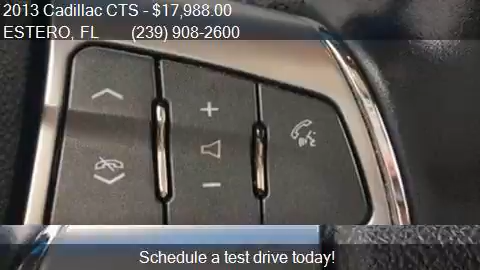 2013 Cadillac CTS - $17,988.00
ESTERO, FL (239) 908-2600
+
−
Schedule a test drive today!